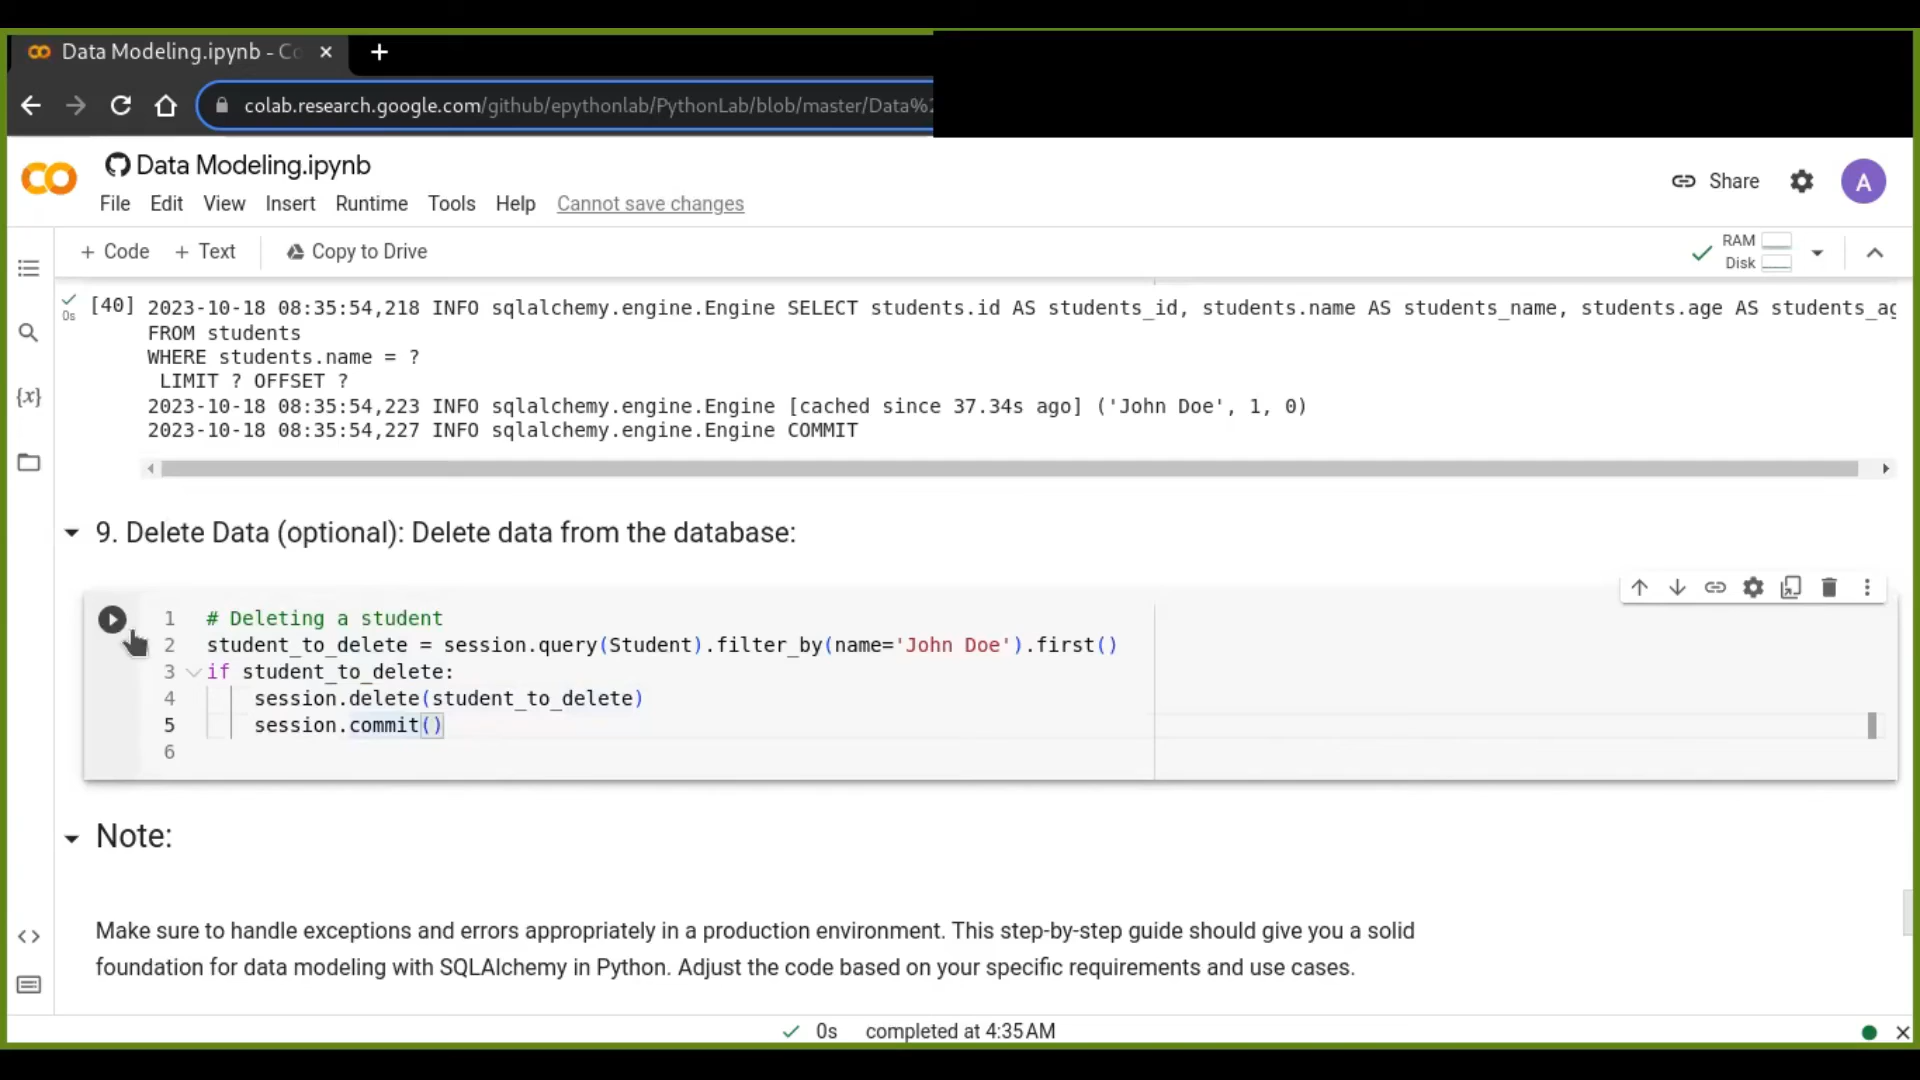 Data Modeling.ipynb - Co
colab.research.google.com/github/epythonlab/PythonLab/blob/master/Data%2
Data Modeling.ipynb
Share
A
File Edit View Insert Runtime Tools Help Cannot save changes
+ Code + Text Copy to Drive
RAM
Disk
[40] 2023-10-18 08:35:54,218 INFO sqlalchemy.engine.Engine SELECT students.id AS students_id, students.name AS students_name, students.age AS students_ag
0s
FROM students
WHERE students.name = ?
LIMIT ? OFFSET ?
2023-10-18 08:35:54,223 INFO sqlalchemy.engine.Engine [cached since 37.34s ago] ('John Doe', 1, 0)
2023-10-18 08:35:54,227 INFO sqlalchemy.engine.Engine COMMIT
{x}
9. Delete Data (optional): Delete data from the database:
1 # Deleting a student
2 student_to_delete = session.query(Student).filter_by(name='John Doe').first()
3 if student_to_delete:
4 session.delete(student_to_delete)
5 session.commit()
6
Note:
Make sure to handle exceptions and errors appropriately in a production environment. This step-by-step guide should give you a solid
foundation for data modeling with SQLAlchemy in Python. Adjust the code based on your specific requirements and use cases.
0s completed at 4:35 AM